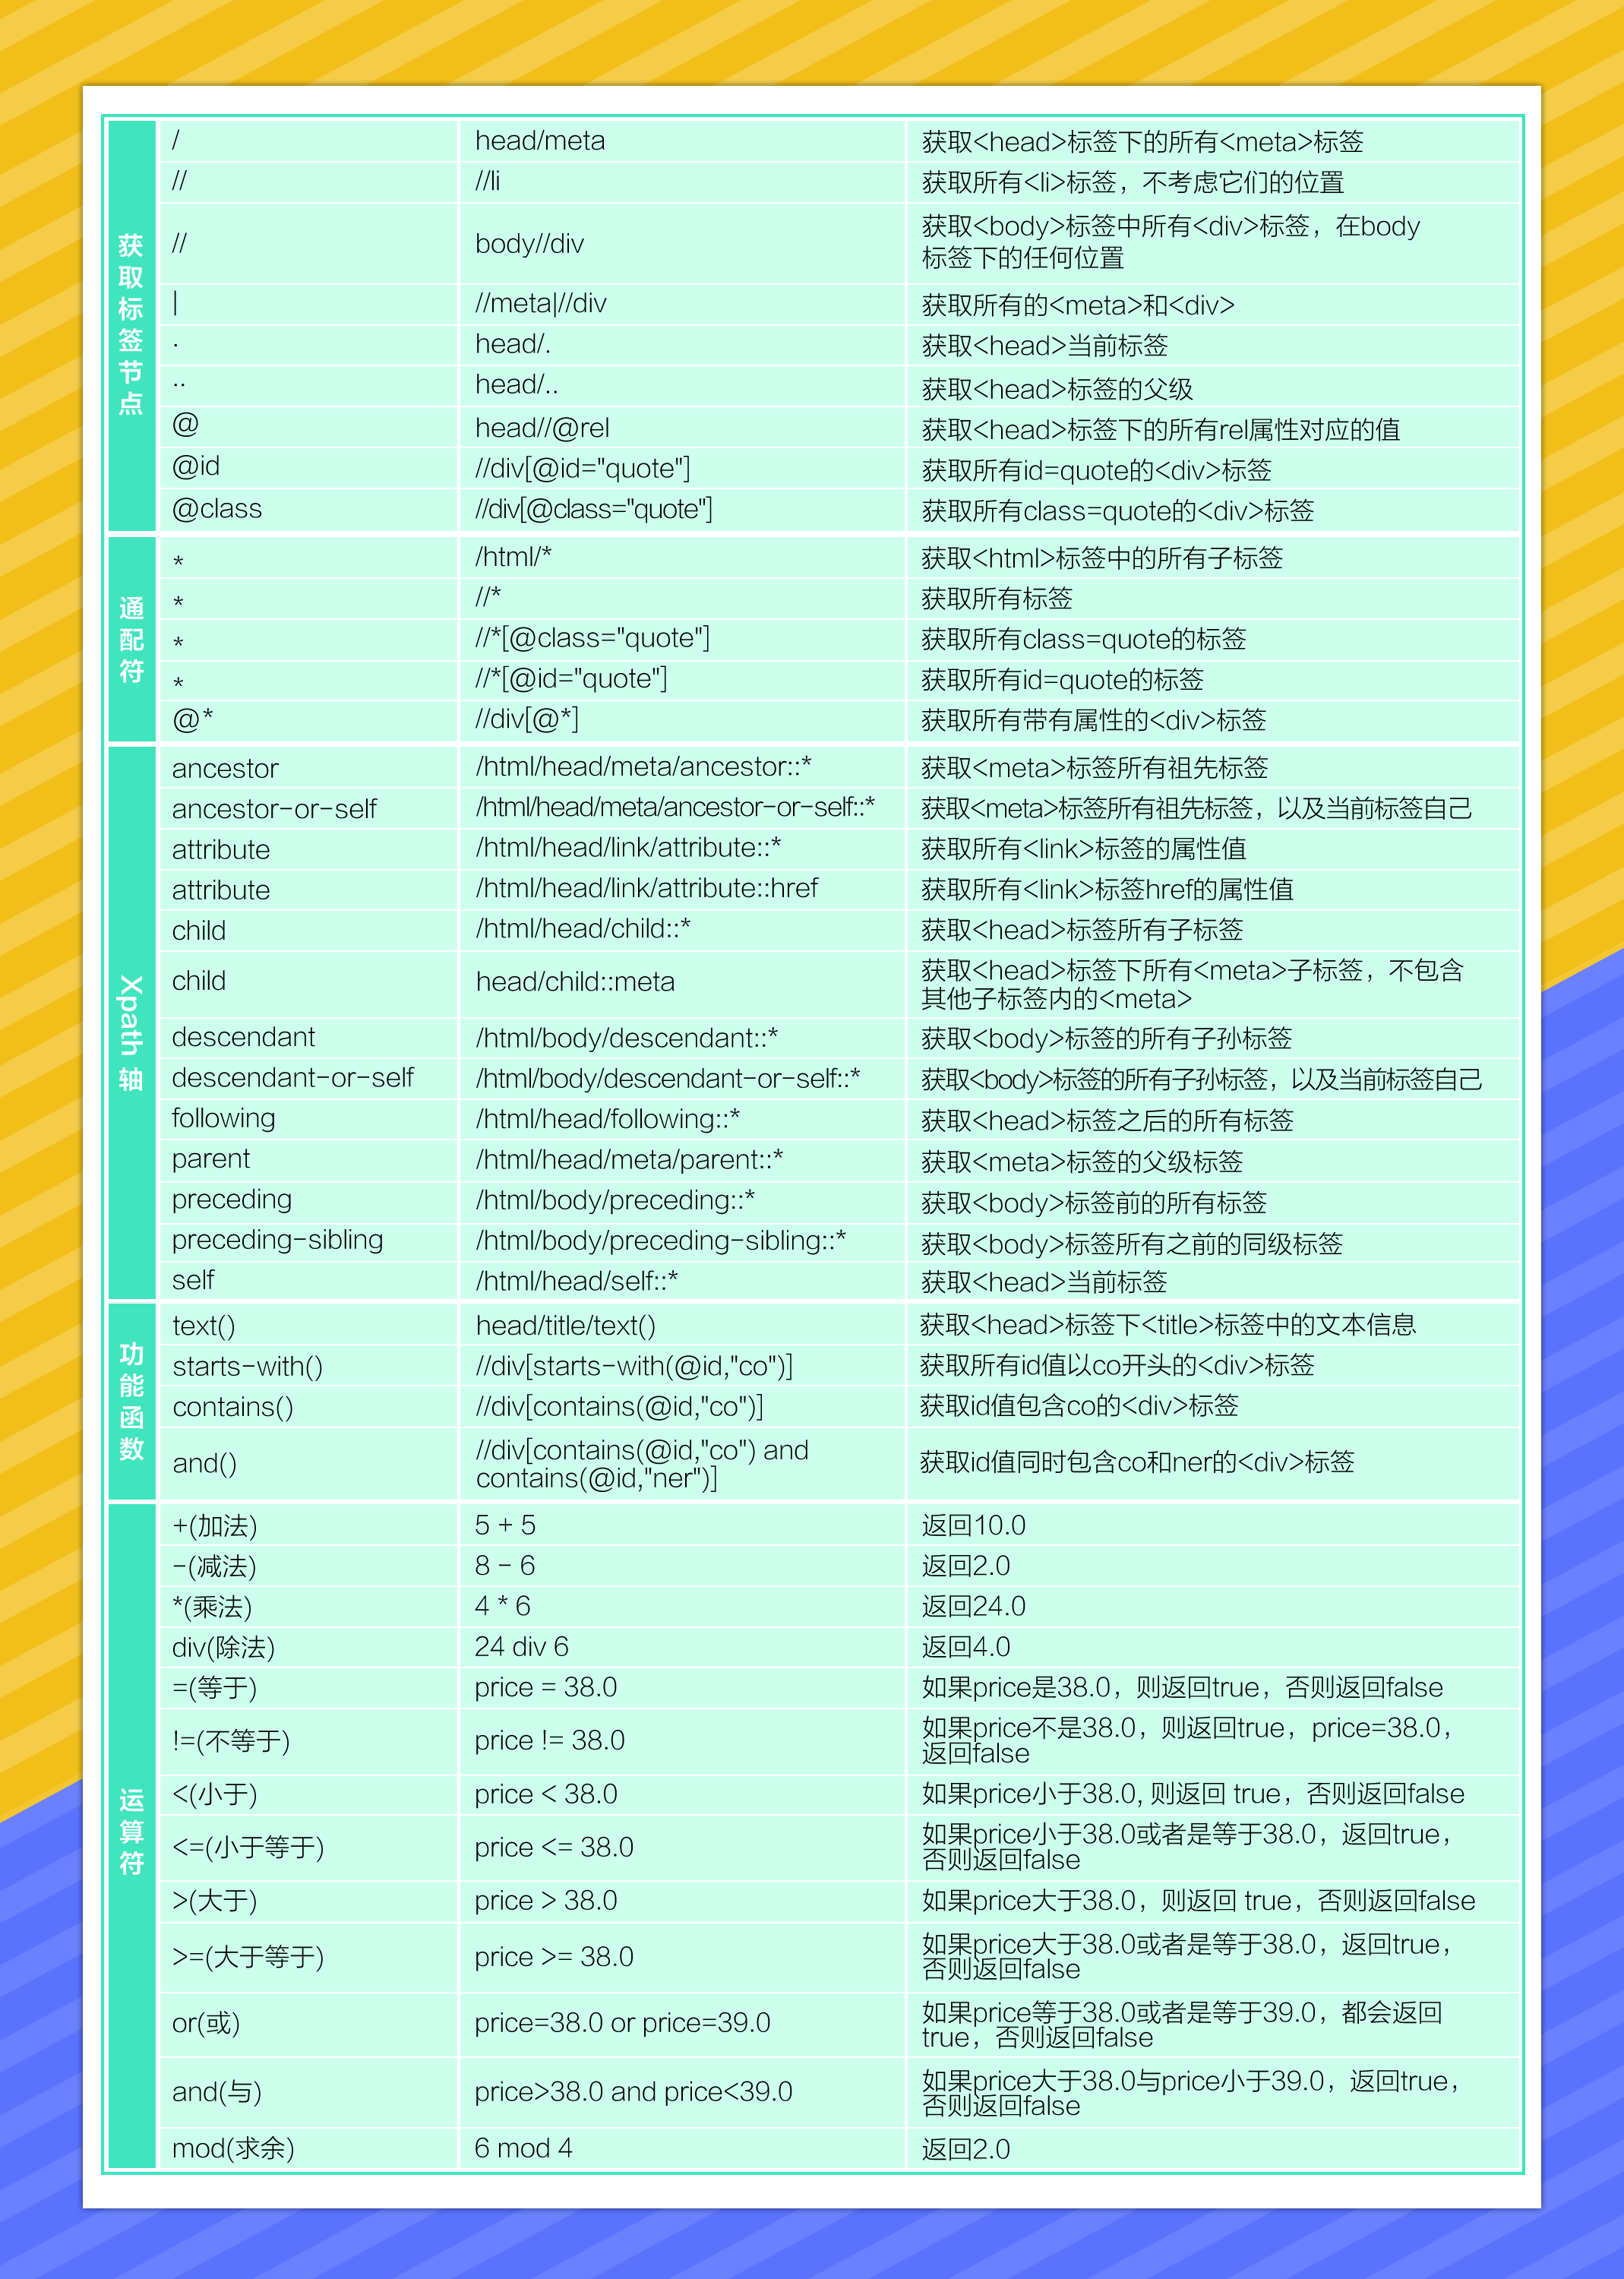 获取标签节点
/ head/meta 获取<head>标签下的所有<meta>标签
// //li 获取所有<li>标签，不考虑它们的位置
// body//div 获取<body>标签中所有<div>标签，在body
标签下的任何位置
| //meta|//div 获取所有的<meta>和<div>
. head/. 获取<head>当前标签
.. head/.. 获取<head>标签的父级
@ head//@rel 获取<head>标签下的所有rel属性对应的值
@id //div[@id="quote"] 获取所有id=quote的<div>标签
@class //div[@class="quote"] 获取所有class=quote的<div>标签
通配符
* /html/* 获取<html>标签中的所有子标签
* //* 获取所有标签
* //*[@class="quote"] 获取所有class=quote的标签
* //*[@id="quote"] 获取所有id=quote的标签
@* //div[@*] 获取所有带有属性的<div>标签
Xpath 轴
ancestor /html/head/meta/ancestor::* 获取<meta>标签所有祖先标签
ancestor-or-self /html/head/meta/ancestor-or-self::* 获取<meta>标签所有祖先标签，以及当前标签自己
attribute /html/head/link/attribute::* 获取所有<link>标签的属性值
attribute /html/head/link/attribute::href 获取所有<link>标签href的属性值
child /html/head/child::* 获取<head>标签所有子标签
child head/child::meta 获取<head>标签下所有<meta>子标签，不包含
其他子标签内的<meta>
descendant /html/body/descendant::* 获取<body>标签的所有子孙标签
descendant-or-self /html/body/descendant-or-self::* 获取<body>标签的所有子孙标签，以及当前标签自己
following /html/head/following::* 获取<head>标签之后的所有标签
parent /html/head/meta/parent::* 获取<meta>标签的父级标签
preceding /html/body/preceding::* 获取<body>标签前的所有标签
preceding-sibling /html/body/preceding-sibling::* 获取<body>标签所有之前的同级标签
self /html/head/self::* 获取<head>当前标签
功能函数
text() head/title/text() 获取<head>标签下<title>标签中的文本信息
starts-with() //div[starts-with(@id,"co")] 获取所有id值以co开头的<div>标签
contains() //div[contains(@id,"co")] 获取id值包含co的<div>标签
and() //div[contains(@id,"co") and
contains(@id,"ner")] 获取id值同时包含co和ner的<div>标签
运算符
+(加法) 5 + 5 返回10.0
-(减法) 8 - 6 返回2.0
*(乘法) 4 * 6 返回24.0
div(除法) 24 div 6 返回4.0
=(等于) price = 38.0 如果price是38.0，则返回true，否则返回false
!=(不等于) price != 38.0 如果price不是38.0，则返回true，price=38.0，
返回false
<(小于) price < 38.0 如果price小于38.0, 则返回 true，否则返回false
<=(小于等于) price <= 38.0 如果price小于38.0或者是等于38.0，返回true，
否则返回false
>(大于) price > 38.0 如果price大于38.0，则返回 true，否则返回false
>=(大于等于) price >= 38.0 如果price大于38.0或者是等于38.0，返回true，
否则返回false
or(或) price=38.0 or price=39.0 如果price等于38.0或者是等于39.0，都会返回
true，否则返回false
and(与) price>38.0 and price<39.0 如果price大于38.0与price小于39.0，返回true，
否则返回false
mod(求余) 6 mod 4 返回2.0